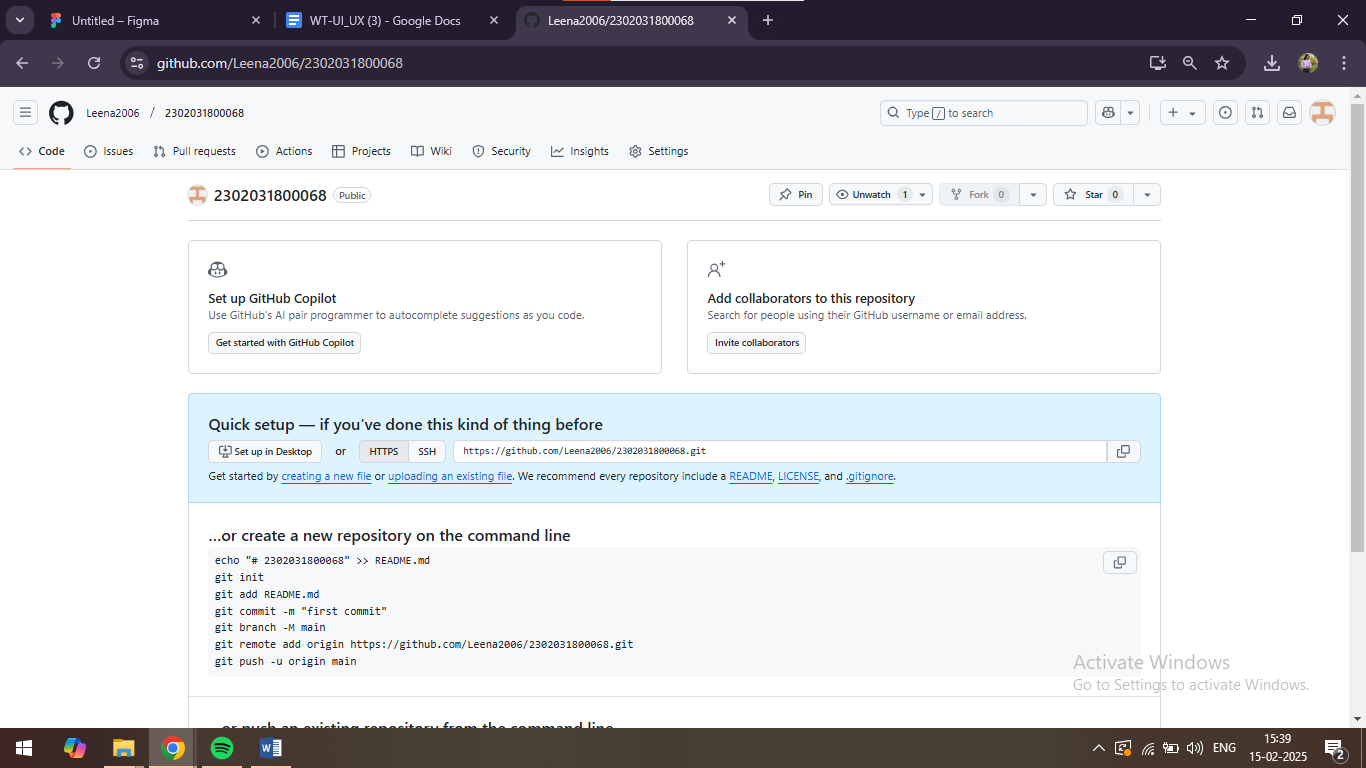 Untitled – Figma
WT-UI_UX (3) - Google Docs
Leena2006/2302031800068
github.com/Leena2006/2302031800068
Leena2006 / 2302031800068
Type / to search
Code
Issues
Pull requests
Actions
Projects
Wiki
Security
Insights
Settings
2302031800068 Public
Pin
Unwatch 1
Fork 0
Star 0
Set up GitHub Copilot
Use GitHub's AI pair programmer to autocomplete suggestions as you code.
Get started with GitHub Copilot
Add collaborators to this repository
Search for people using their GitHub username or email address.
Invite collaborators
Quick setup — if you've done this kind of thing before
Set up in Desktop or HTTPS SSH https://github.com/Leena2006/2302031800068.git
Get started by creating a new file or uploading an existing file. We recommend every repository include a README, LICENSE, and .gitignore.
…or create a new repository on the command line
echo "# 2302031800068" >> README.md
git init
git add README.md
git commit -m "first commit"
git branch -M main
git remote add origin https://github.com/Leena2006/2302031800068.git
git push -u origin main
…or push an existing repository from the command line
Activate Windows
Go to Settings to activate Windows.
ENG
15:39
15-02-2025
2